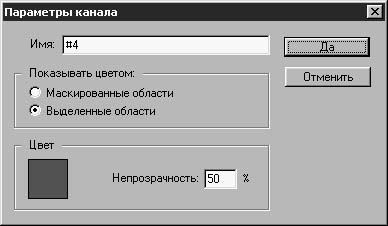 Параметры канала
Имя: #4
Да
Показывать цветом:
Отменить
Маскированные области
Выделенные области
Цвет
Непрозрачность: 50 %